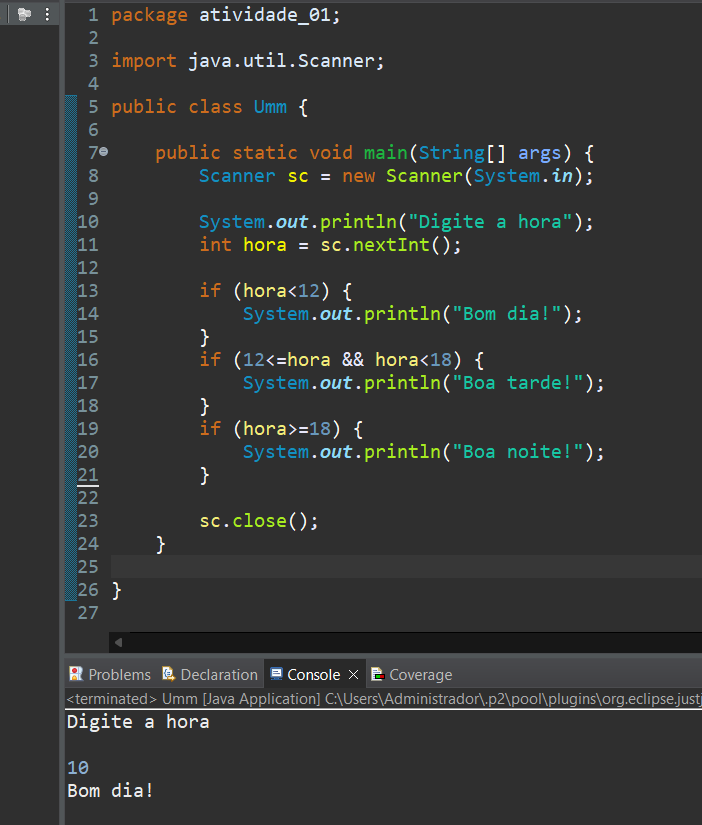 1 package atividade_01;
2
3 import java.util.Scanner;
4
5 public class Umm {
6
7 public static void main(String[] args) {
8 Scanner sc = new Scanner(System.in);
9
10 System.out.println("Digite a hora");
11 int hora = sc.nextInt();
12
13 if (hora<12) {
14 System.out.println("Bom dia!");
15 }
16 if (12<=hora && hora<18) {
17 System.out.println("Boa tarde!");
18 }
19 if (hora>=18) {
20 System.out.println("Boa noite!");
21 }
22
23 sc.close();
24 }
25
26 }
27
Problems Declaration Console Coverage
<terminated> Umm [Java Application] C:\Users\Administrador\.p2\pool\plugins\org.eclipse.justj
Digite a hora
10
Bom dia!